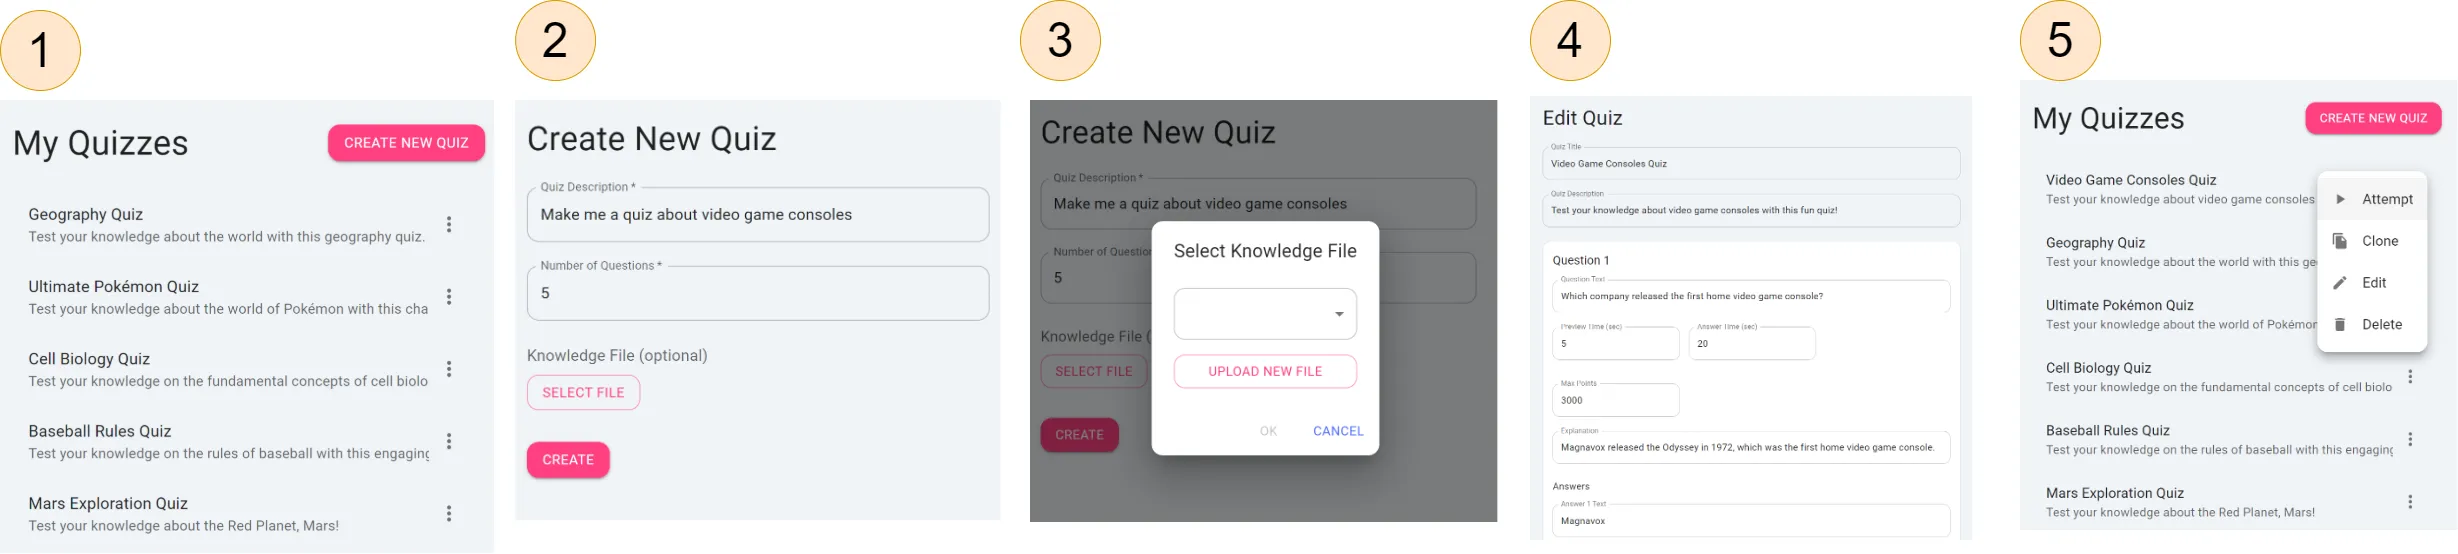 1
My Quizzes
CREATE NEW QUIZ
Geography Quiz
Test your knowledge about the world with this geography quiz.
Ultimate Pokémon Quiz
Test your knowledge about the world of Pokémon with this cha
Cell Biology Quiz
Test your knowledge on the fundamental concepts of cell biolo
Baseball Rules Quiz
Test your knowledge on the rules of baseball with this engaging
Mars Exploration Quiz
Test your knowledge about the Red Planet, Mars!
2
Create New Quiz
Quiz Description *
Make me a quiz about video game consoles
Number of Questions *
5
Knowledge File (optional)
SELECT FILE
CREATE
3
Create New Quiz
Quiz Description *
Make me a quiz about video game consoles
Number of Question
5
Knowledge File (
SELECT FILE
CREATE
Select Knowledge File
UPLOAD NEW FILE
OK
CANCEL
4
Edit Quiz
Quiz Title
Video Game Consoles Quiz
Quiz Description
Test your knowledge about video game consoles with this fun quiz!
Question 1
Question Text
Which company released the first home video game console?
Preview Time (sec)
5
Answer Time (sec)
20
Max Points
3000
Explanation
Magnavox released the Odyssey in 1972, which was the first home video game console.
Answers
Answer 1 Text
Magnavox
5
My Quizzes
CREATE NEW QUIZ
Video Game Consoles Quiz
Test your knowledge about video game consoles
Geography Quiz
Test your knowledge about the world with this ge
Ultimate Pokémon Quiz
Test your knowledge about the world of Pokémon
Cell Biology Quiz
Test your knowledge on the fundamental concepts of cell biolo
Baseball Rules Quiz
Test your knowledge on the rules of baseball with this engaging
Mars Exploration Quiz
Test your knowledge about the Red Planet, Mars!
Attempt
Clone
Edit
Delete